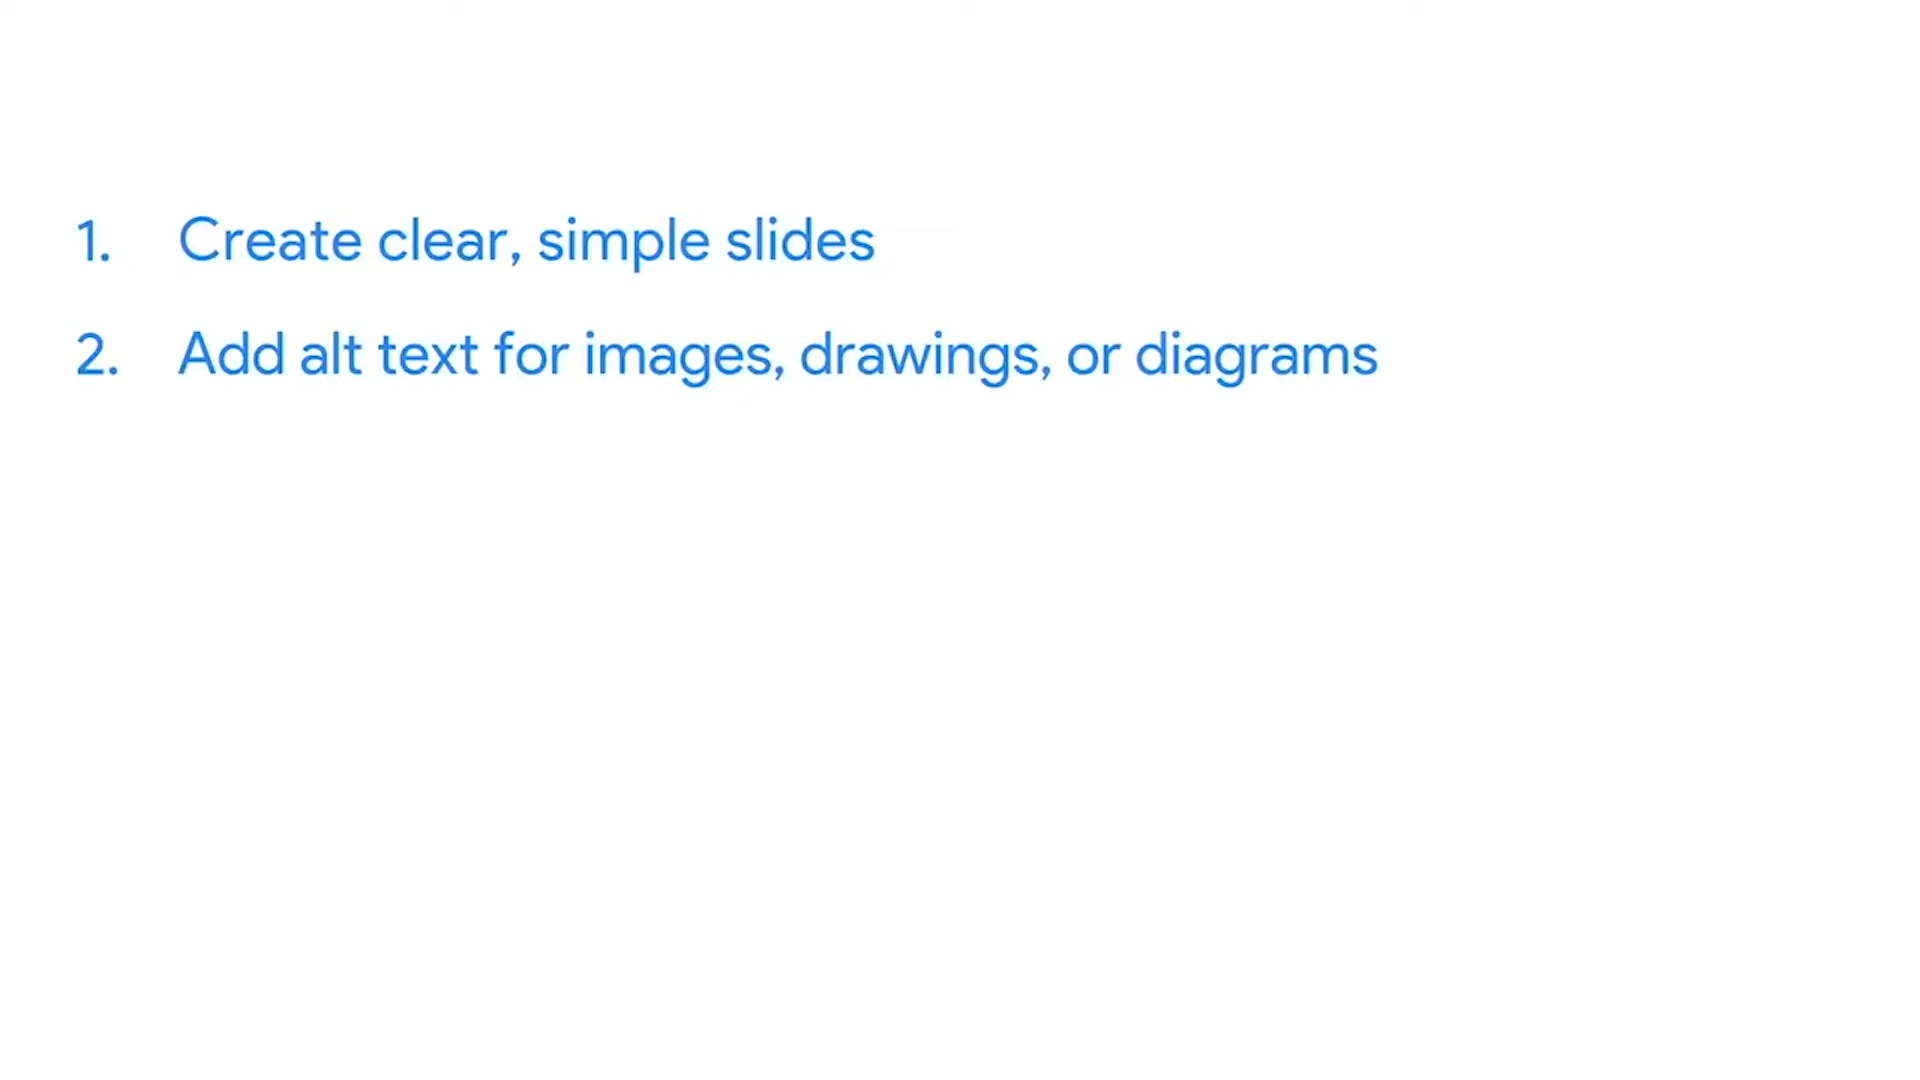 1. Create clear, simple slides
2. Add alt text for images, drawings, or diagrams